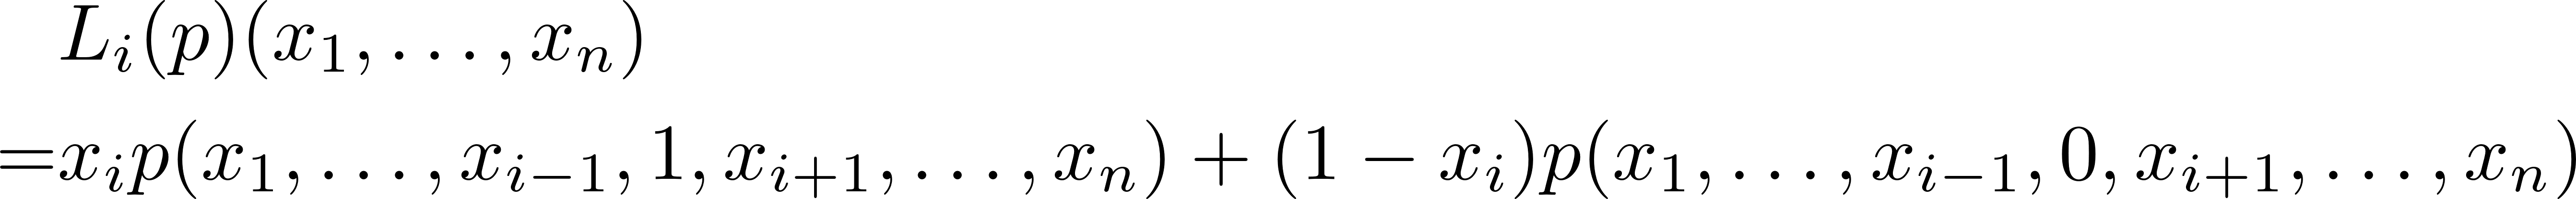 L_i(p)(x_1, . . . , x_n)
=x_i p(x_1, . . . , x_{i−1}, 1, x_{i+1}, . . . , x_n) + (1 − x_i)p(x_1, . . . , x_{i−1}, 0, x_{i+1}, . . . , x_n)